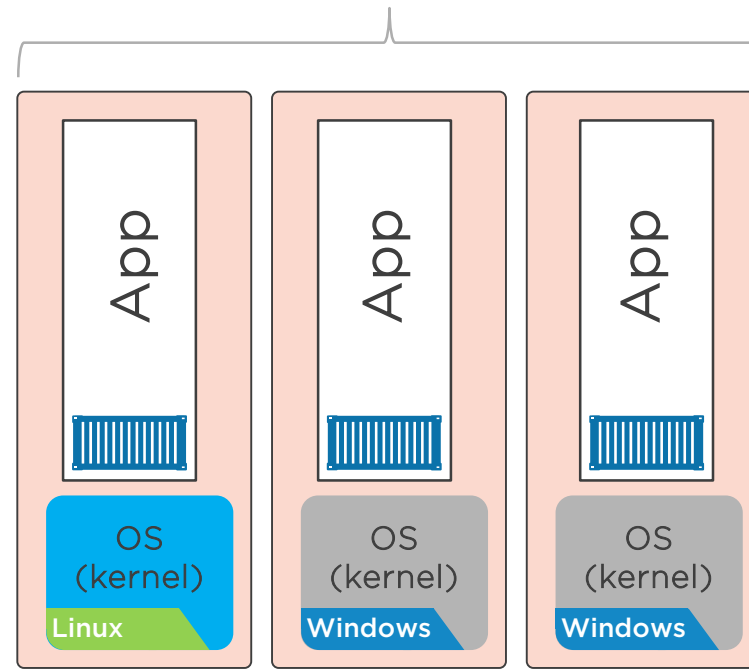 App
App
App
OS
(kernel)
Linux
OS
(kernel)
Windows
OS
(kernel)
Windows